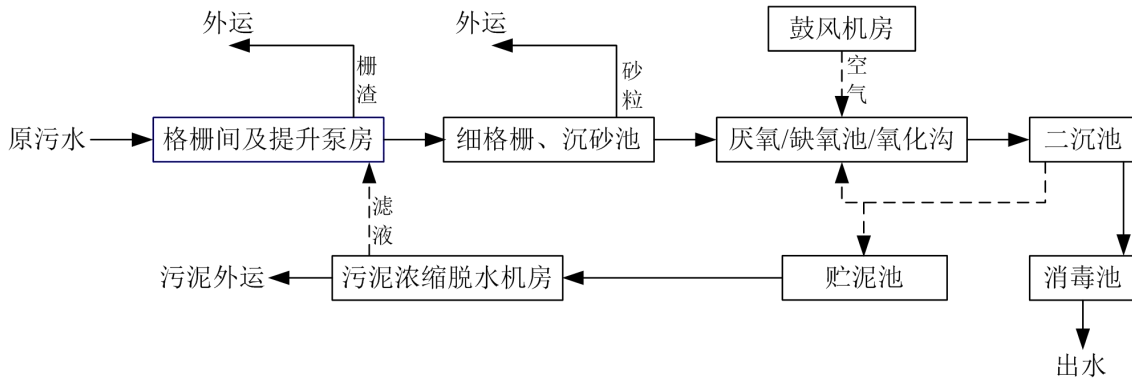 外运
外运
鼓风机房
栅渣
砂粒
空气
原污水
格栅间及提升泵房
细格栅、沉砂池
厌氧/缺氧池/氧化沟
二沉池
滤液
污泥外运
污泥浓缩脱水机房
贮泥池
消毒池
出水